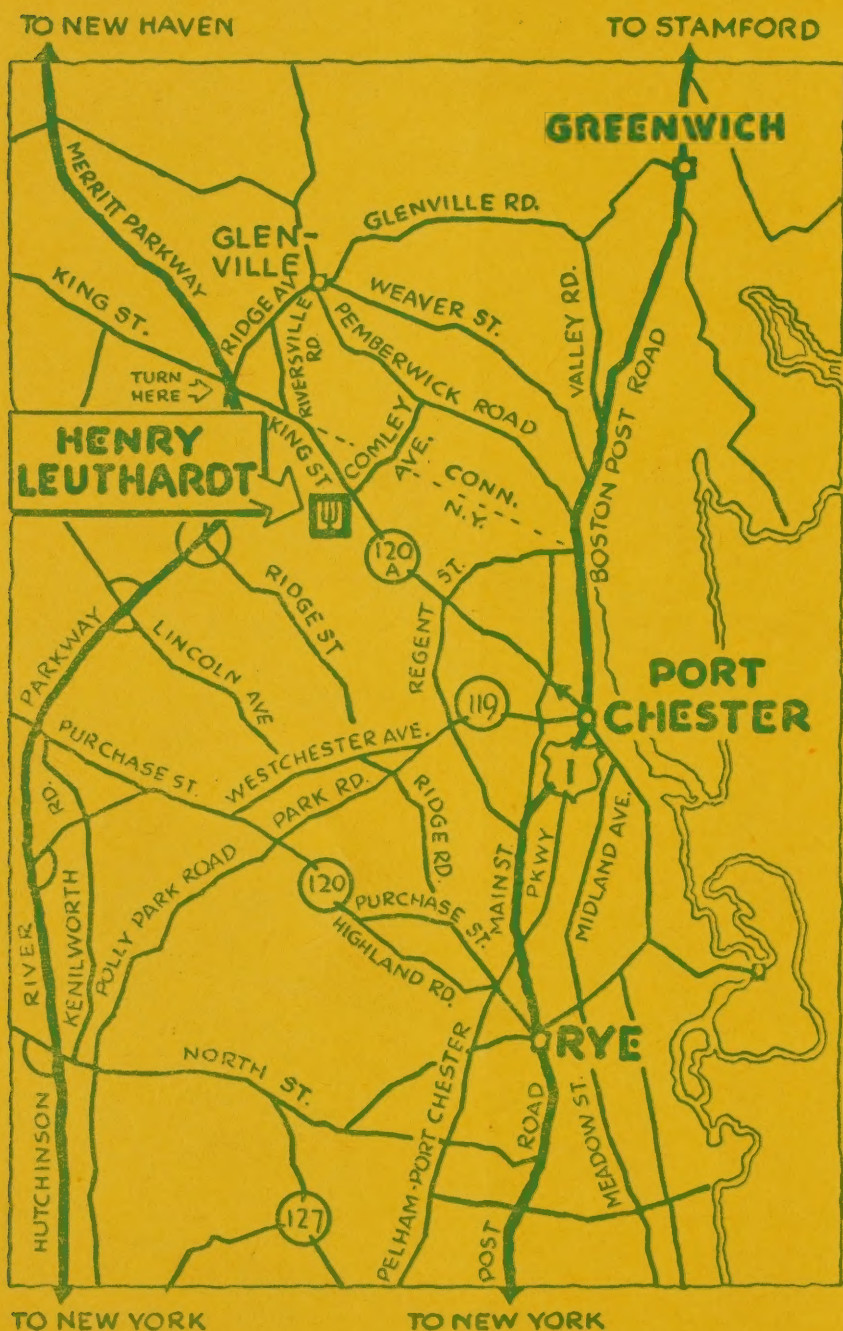 TO NEW HAVEN
TO STAMFORD
GREENWICH
MERRITT PARKWAY
GLENVILLE RD.
GLEN-
VILLE
KING ST.
RIDGE AV.
RIVERSVILLE
RD.
WEAVER ST.
PEMBERWICK ROAD
VALLEY RD.
BOSTON POST ROAD
TURN
HERE
HENRY
LEUTHARDT
KING ST
COMLEY
AVE.
CONN.
N.Y.
120
A
RIDGE ST
LINCOLN AVE
REGENT ST.
PORT
CHESTER
119
1
PARKWAY
PURCHASE ST.
WESTCHESTER AVE.
PARK RD.
RIDGE RD.
MAIN ST.
PKWY
MIDLAND AVE.
RD.
KENILWORTH
POLLY PARK ROAD
120
PURCHASE ST.
HIGHLAND RD.
RIVER
RYE
NORTH ST.
HUTCHINSON
127
PELHAM-PORT CHESTER
ROAD
POST
MEADOW ST.
TO NEW YORK
TO NEW YORK